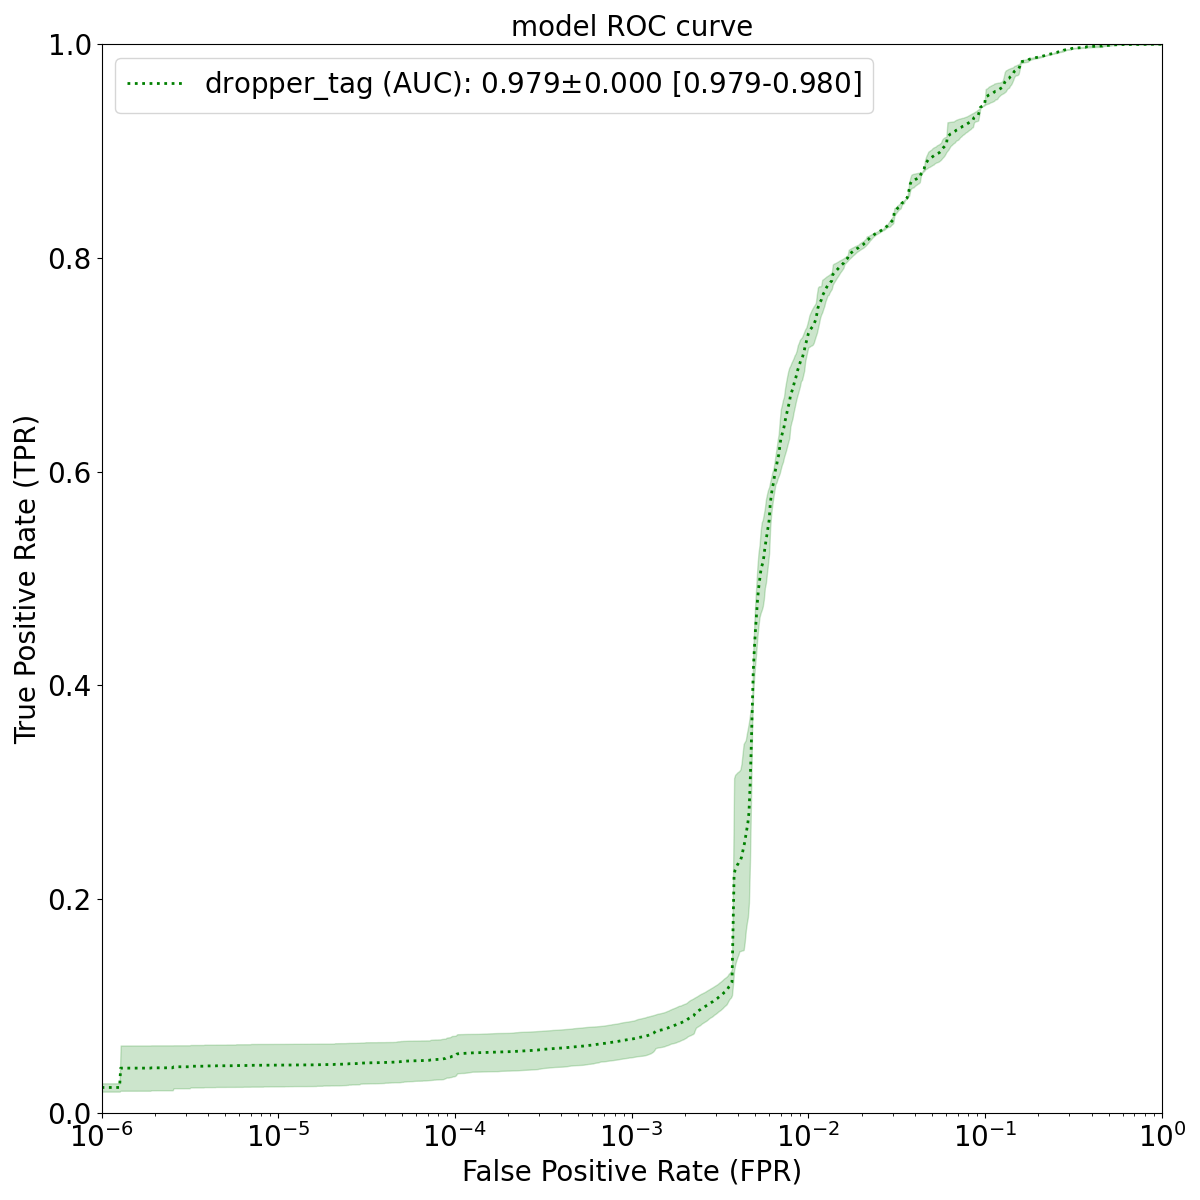 model ROC curve
dropper_tag (AUC): 0.979±0.000 [0.979-0.980]
1.0
0.8
0.6
0.4
0.2
0.0
True Positive Rate (TPR)
10⁻⁶ 10⁻⁵ 10⁻⁴ 10⁻³ 10⁻² 10⁻¹ 10⁰
False Positive Rate (FPR)